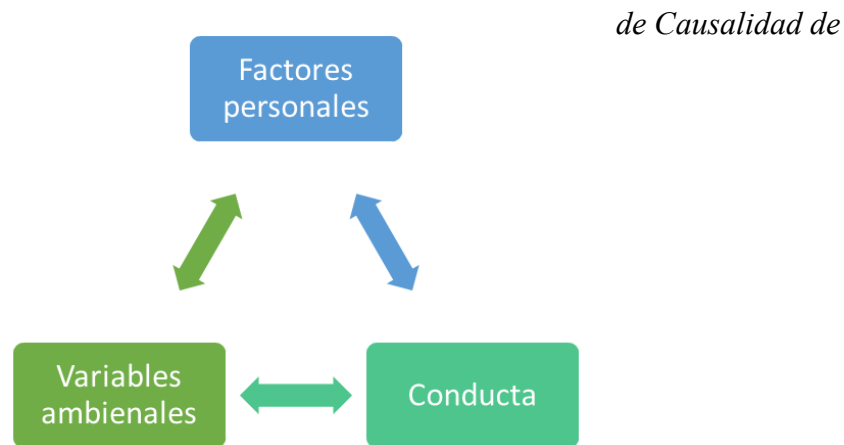 de Causalidad de
Factores
personales
Variables
ambienales
Conducta